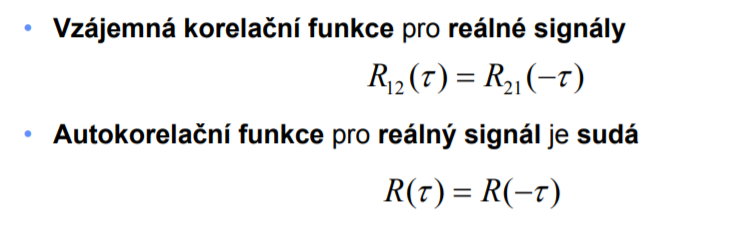 • Vzájemná korelační funkce pro reálné signály
R₁₂(τ) = R₂₁(−τ)
• Autokorelační funkce pro reálný signál je sudá
R(τ) = R(−τ)